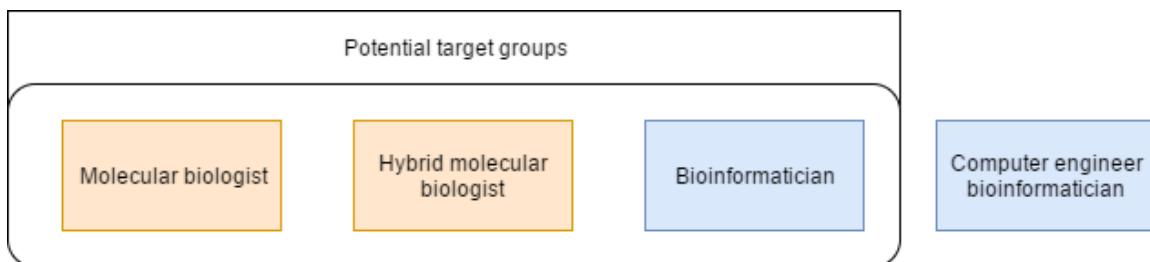 Potential target groups
Molecular biologist
Hybrid molecular
biologist
Bioinformatician
Computer engineer
bioinformatician